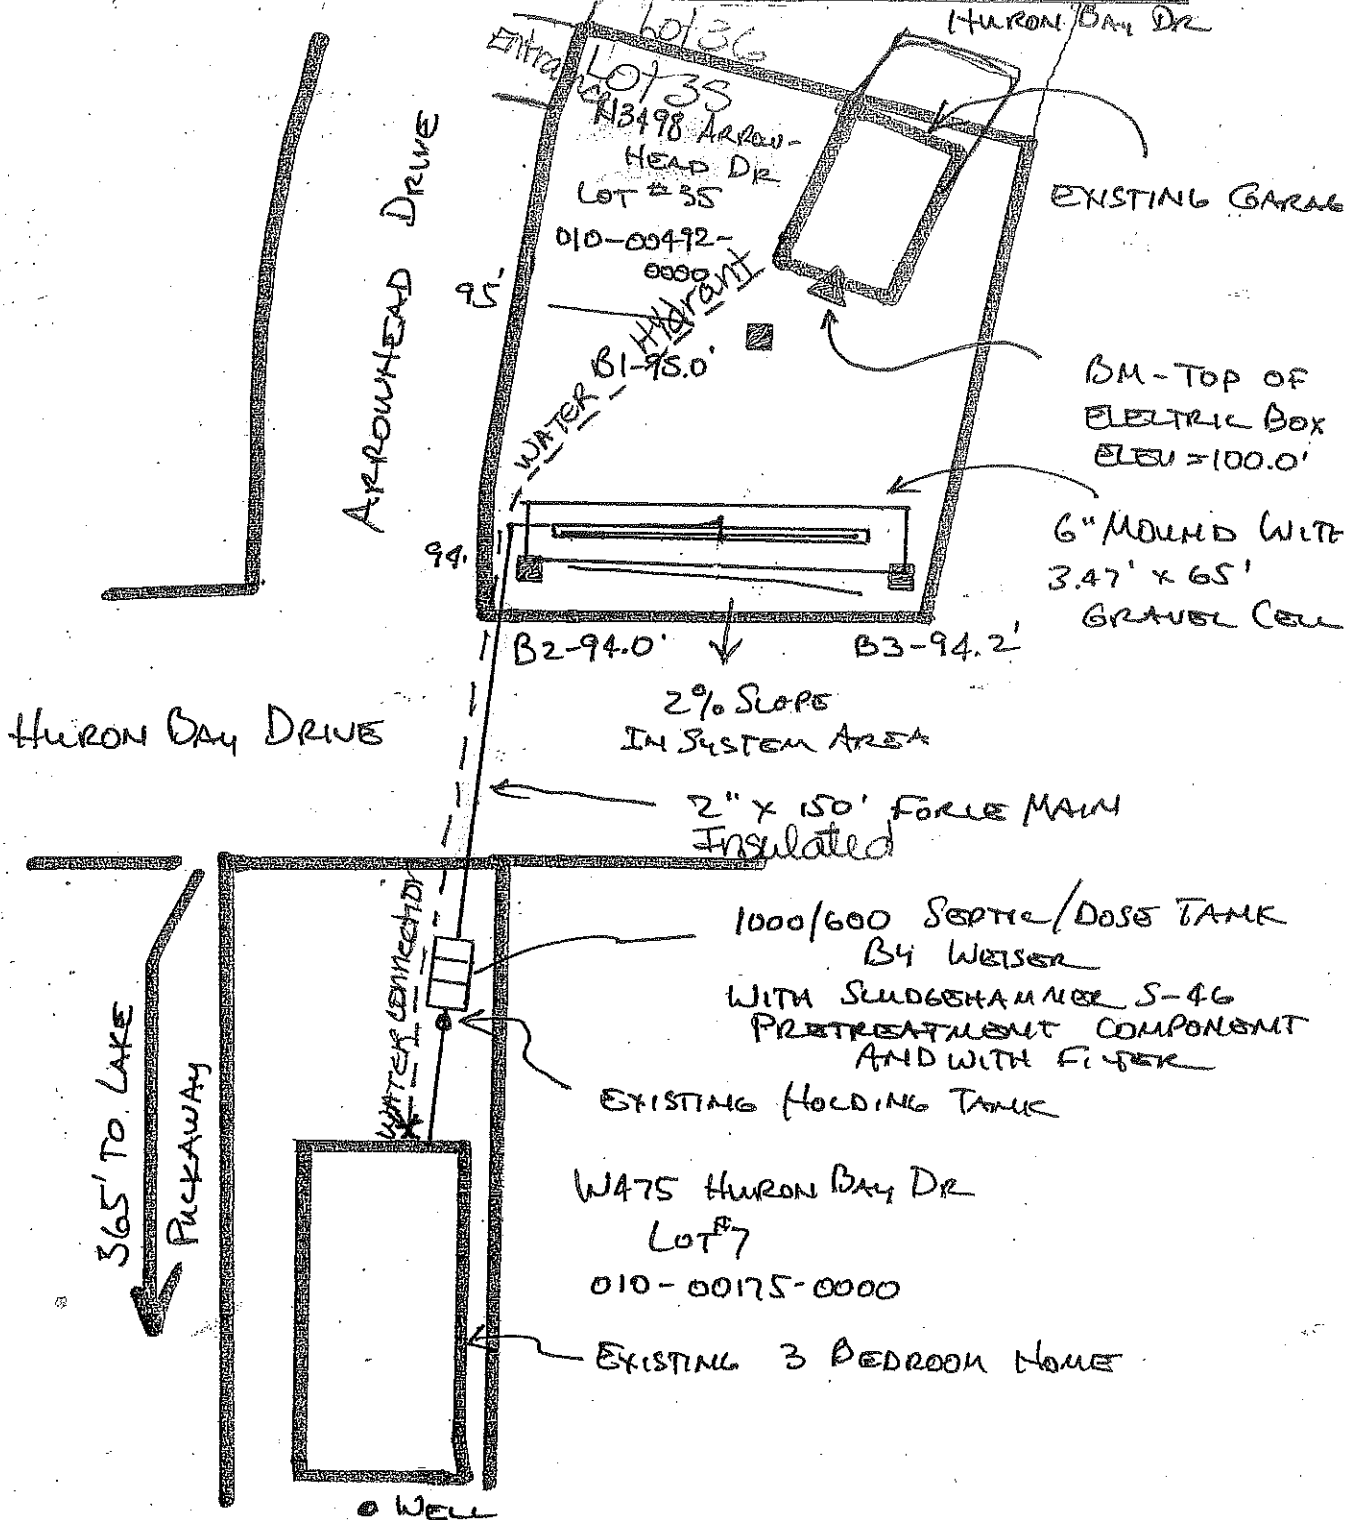 HURON BAY DR
Lot 36
Entrance
Lot 35
N3498 ARROW-
HEAD DR
LOT #35
010-00492-
0000
ARROWHEAD DRIVE
EXISTING GARAG
95'
Hydrant
B1-95.0'
WATER
BM-TOP OF
ELECTRIC BOX
ELEV=100.0'
6" MOUND WITH
3.47' x 65'
GRAVEL CELL
94.
B2-94.0'
B3-94.2'
2% SLOPE
IN SYSTEM AREA
HURON BAY DRIVE
2" x 150' FORCE MAIN
Insulated
WATER CONNECTION
1000/600 SEPTIC/DOSE TANK
BY WEISER
WITH SLUDGEHAMMER S-46
PRETREATMENT COMPONENT
AND WITH FILTER
EXISTING HOLDING TANK
365' TO LAKE
PUCKAWAY
W475 HURON BAY DR
LOT #7
010-00175-0000
EXISTING 3 BEDROOM HOME
WELL